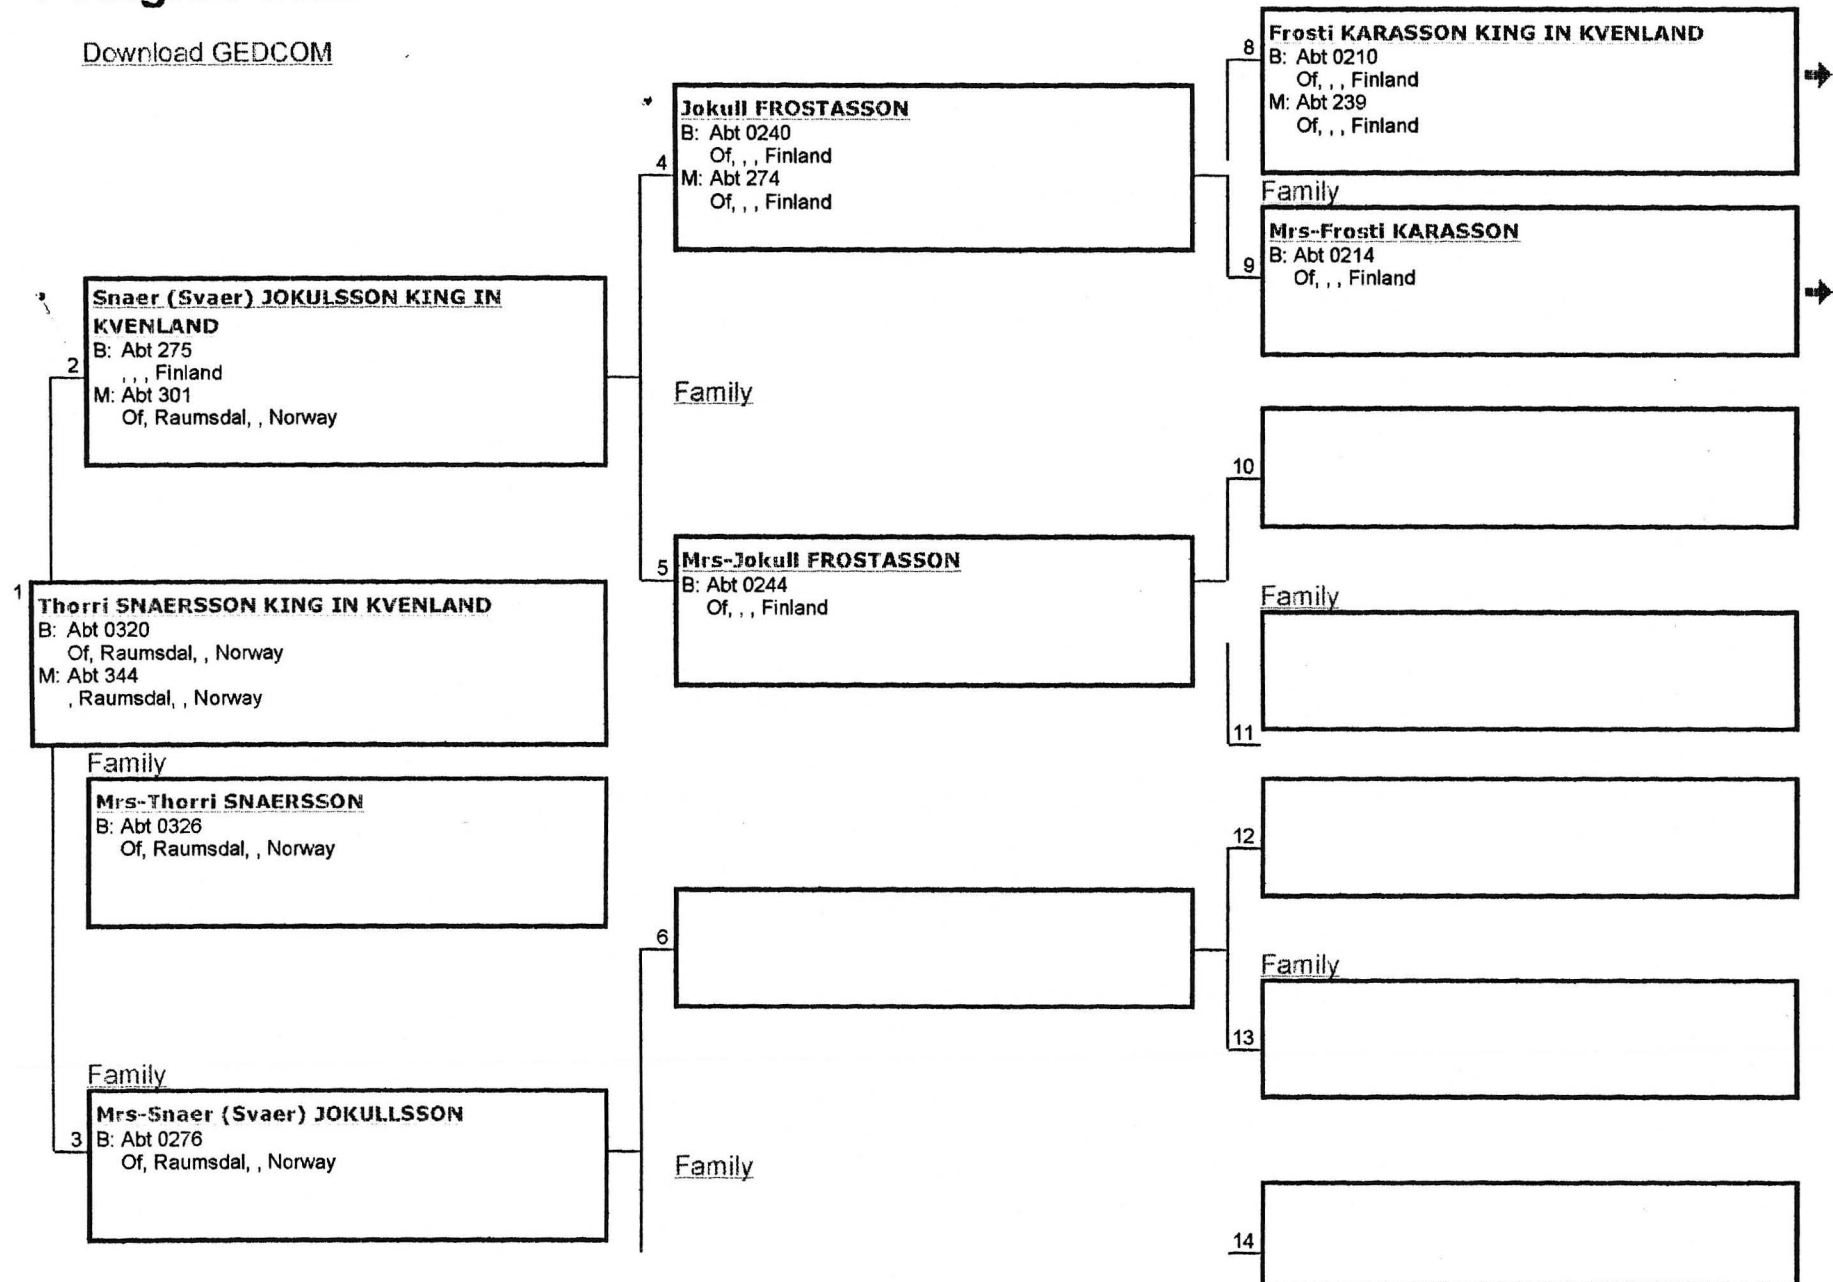 Download GEDCOM
8
Frosti KARASSON KING IN KVENLAND
B: Abt 0210
Of, , , Finland
M: Abt 239
Of, , , Finland
4
Jokull FROSTASSON
B: Abt 0240
Of, , , Finland
M: Abt 274
Of, , , Finland
Family
9
Mrs-Frosti KARASSON
B: Abt 0214
Of, , , Finland
2
Snaer (Svaer) JOKULSSON KING IN
KVENLAND
B: Abt 275
, , , Finland
M: Abt 301
Of, Raumsdal, , Norway
Family
10
5
Mrs-Jokull FROSTASSON
B: Abt 0244
Of, , , Finland
Family
11
1
Thorri SNAERSSON KING IN KVENLAND
B: Abt 0320
Of, Raumsdal, , Norway
M: Abt 344
, Raumsdal, , Norway
Family
Mrs-Thorri SNAERSSON
B: Abt 0326
Of, Raumsdal, , Norway
12
6
Family
13
Family
3
Mrs-Snaer (Svaer) JOKULLSSON
B: Abt 0276
Of, Raumsdal, , Norway
Family
14